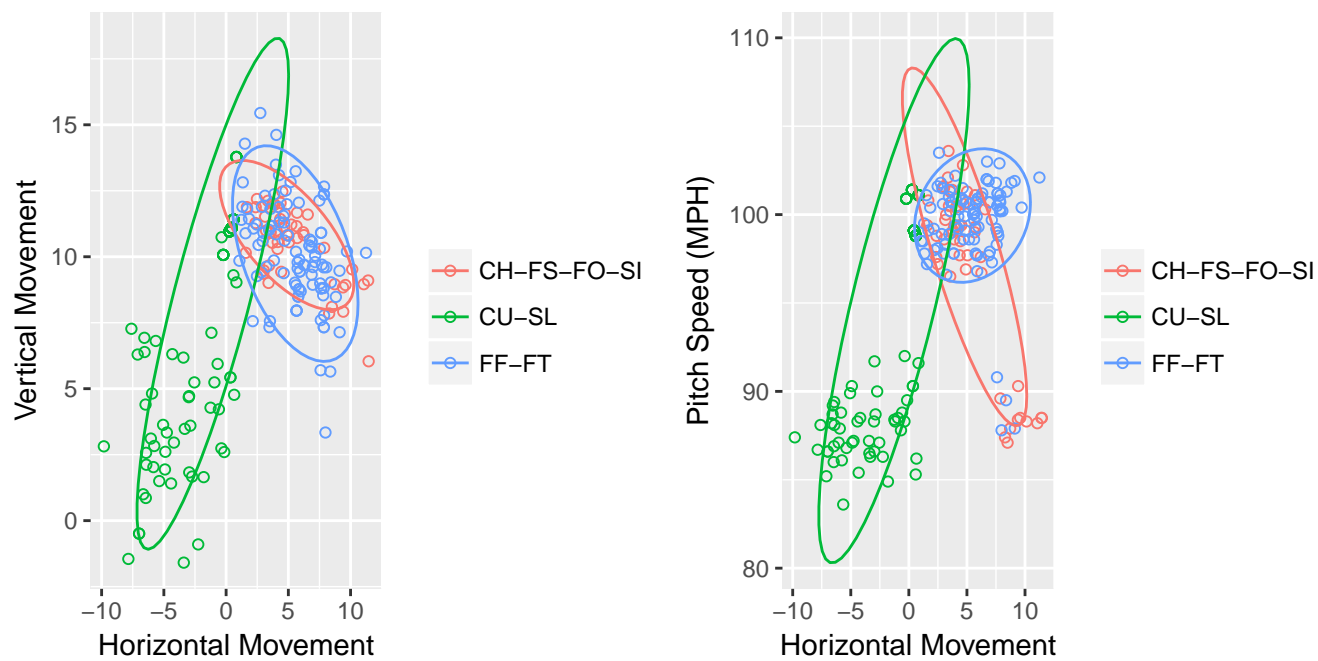 Vertical Movement
15
10
5
0
−10 −5 0 5 10
Horizontal Movement
CH−FS−FO−SI
CU−SL
FF−FT
Pitch Speed (MPH)
110
100
90
80
−10 −5 0 5 10
Horizontal Movement
CH−FS−FO−SI
CU−SL
FF−FT